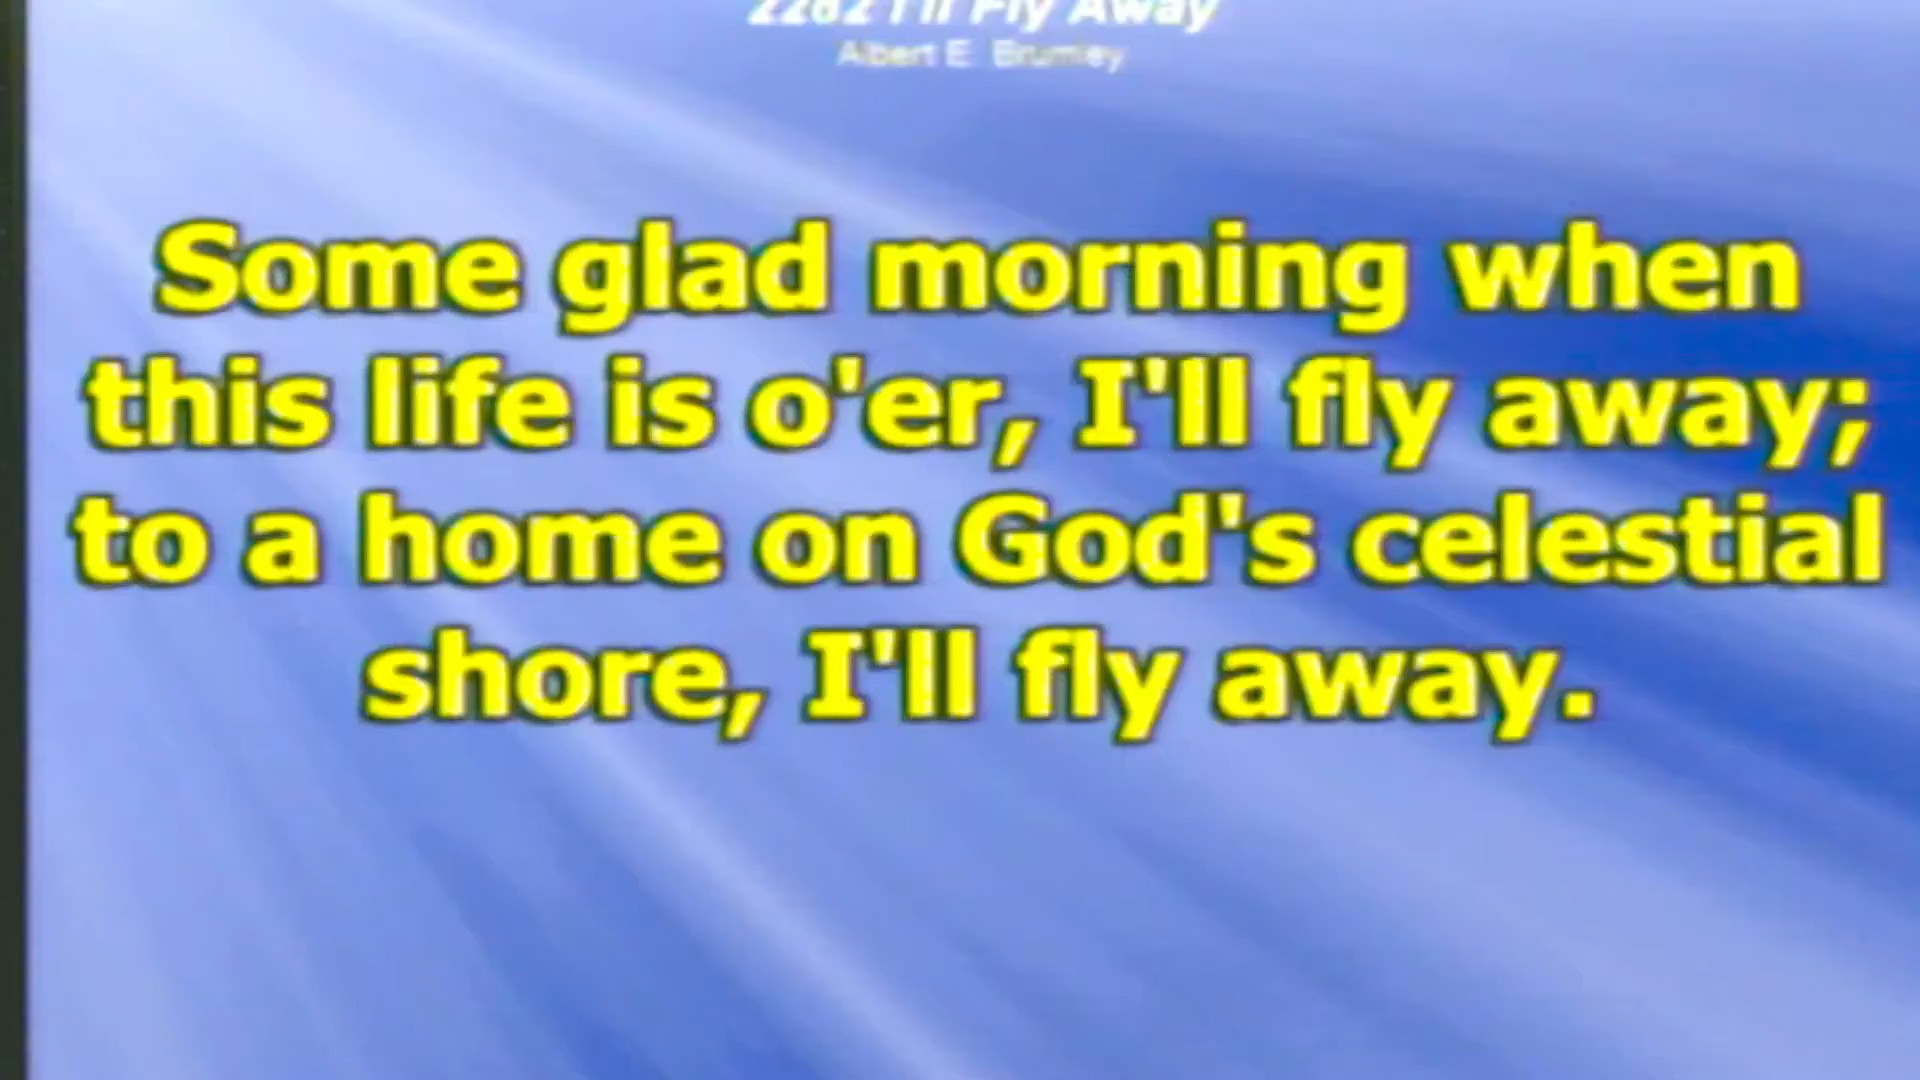 2282 I'll Fly Away
Albert E. Brumley
Some glad morning when
this life is o'er, I'll fly away;
to a home on God's celestial
shore, I'll fly away.